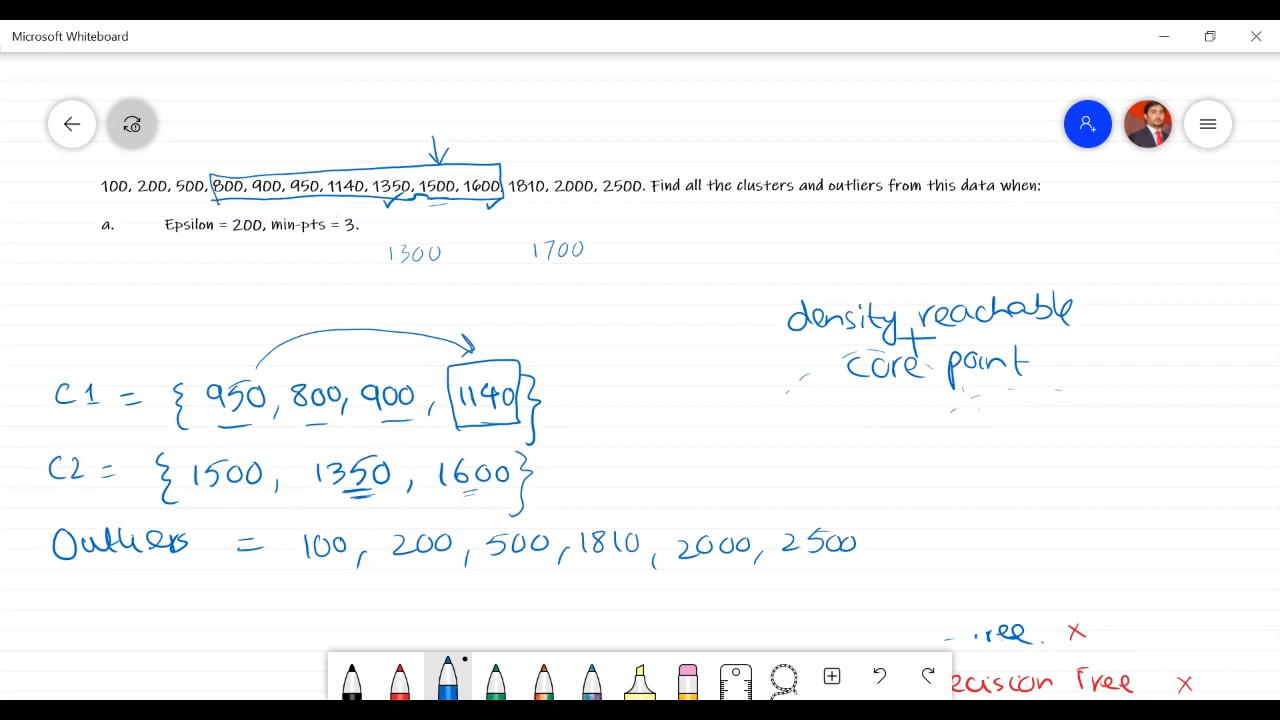 Microsoft Whiteboard
100, 200, 500, 800, 900, 950, 1140, 1350, 1500, 1600, 1810, 2000, 2500. Find all the clusters and outliers from this data when:
a. Epsilon = 200, min-pts = 3.
1300 1700
density reachable
+
core point
C1 = { 950, 800, 900, 1140 }
C2 = { 1500, 1350, 1600 }
Outliers = 100, 200, 500, 1810, 2000, 2500
Tree. x
ecision Tree x